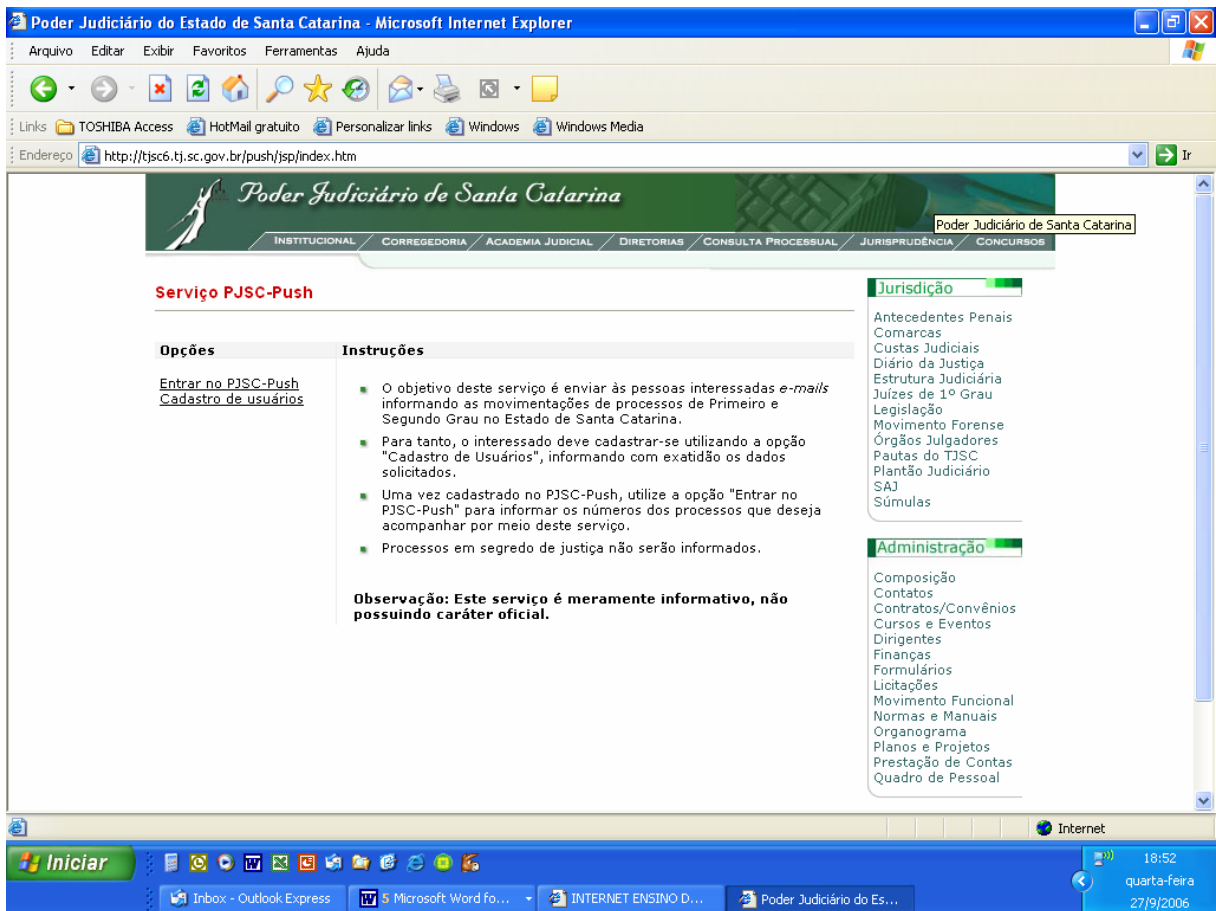 Poder Judiciário do Estado de Santa Catarina - Microsoft Internet Explorer
Arquivo Editar Exibir Favoritos Ferramentas Ajuda
Links TOSHIBA Access HotMail gratuito Personalizar links Windows Windows Media
Endereço http://tjsc6.tj.sc.gov.br/push/jsp/index.htm Ir
Poder Judiciário de Santa Catarina
Poder Judiciário de Santa Catarina
INSTITUCIONAL CORREGEDORIA ACADEMIA JUDICIAL DIRETORIAS CONSULTA PROCESSUAL JURISPRUDÊNCIA CONCURSOS
Serviço PJSC-Push
Opções
Entrar no PJSC-Push
Cadastro de usuários
Instruções
O objetivo deste serviço é enviar às pessoas interessadas e-mails
informando as movimentações de processos de Primeiro e
Segundo Grau no Estado de Santa Catarina.
Para tanto, o interessado deve cadastrar-se utilizando a opção
"Cadastro de Usuários", informando com exatidão os dados
solicitados.
Uma vez cadastrado no PJSC-Push, utilize a opção "Entrar no
PJSC-Push" para informar os números dos processos que deseja
acompanhar por meio deste serviço.
Processos em segredo de justiça não serão informados.
Observação: Este serviço é meramente informativo, não
possuindo caráter oficial.
Jurisdição
Antecedentes Penais
Comarcas
Custas Judiciais
Diário da Justiça
Estrutura Judiciária
Juízes de 1º Grau
Legislação
Movimento Forense
Órgãos Julgadores
Pautas do TJSC
Plantão Judiciário
SAJ
Súmulas
Administração
Composição
Contatos
Contratos/Convênios
Cursos e Eventos
Dirigentes
Finanças
Formulários
Licitações
Movimento Funcional
Normas e Manuais
Organograma
Planos e Projetos
Prestação de Contas
Quadro de Pessoal
Internet
Iniciar
18:52
quarta-feira
27/9/2006
Inbox - Outlook Express
5 Microsoft Word fo...
INTERNET ENSINO D...
Poder Judiciário do Es...